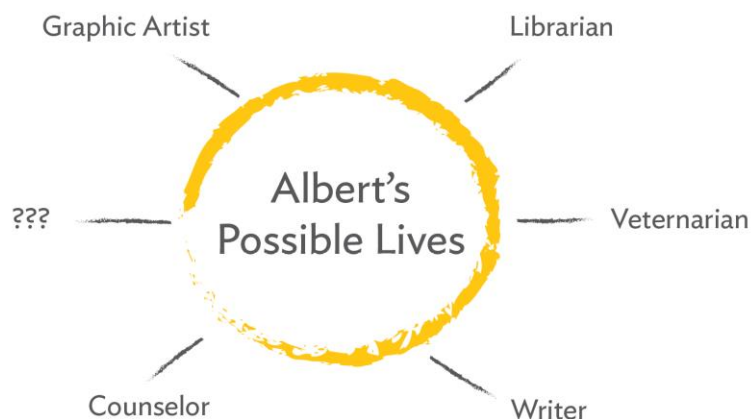 Graphic Artist
Librarian
Albert's
Possible Lives
???
Veternarian
Counselor
Writer